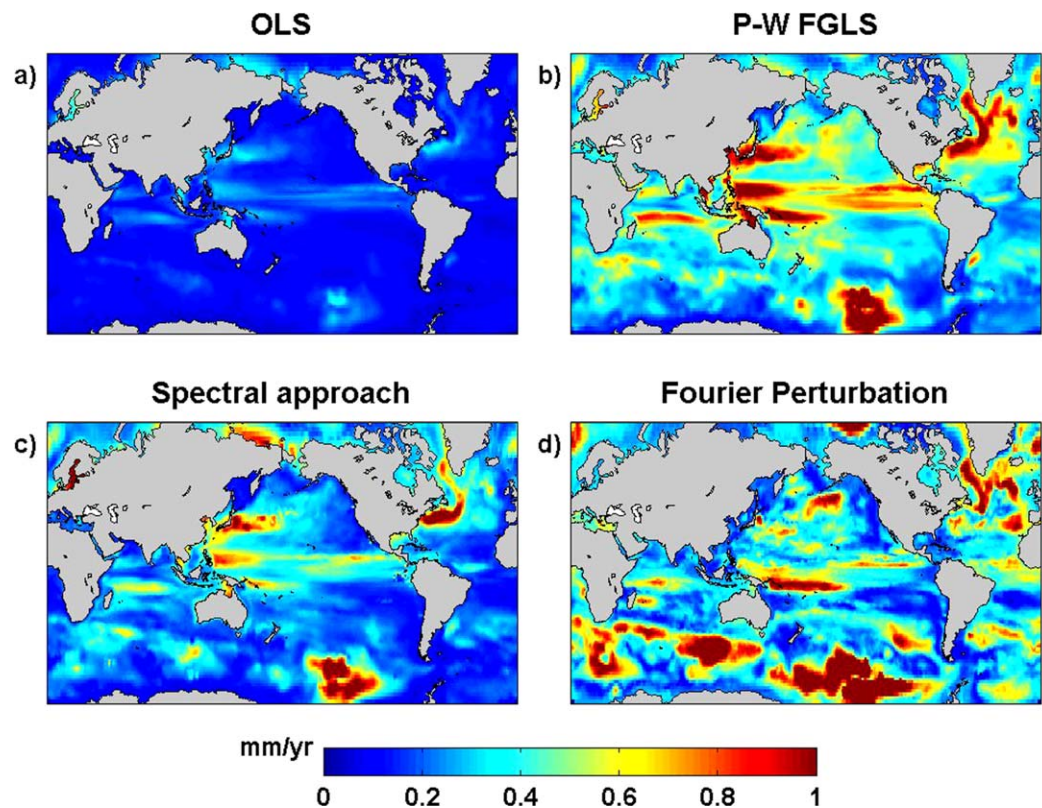 OLS
P-W FGLS
a)
b)
Spectral approach
Fourier Perturbation
c)
d)
mm/yr
0 0.2 0.4 0.6 0.8 1